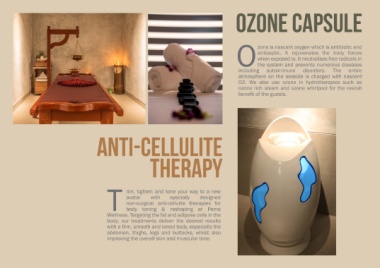 OZONE CAPSULE
Ozone is nascent oxygen which is antibiotic and
antiseptic. It rejuvenates the body tissues
when exposed to. It neutralises free radicals in
the system and prevents numerous diseases
including autoimmune disorders. The entire
atmosphere on the seaside is charged with nascent
O3. We also use ozone in hydrotherapies such as
ozone rich steam and ozone whirlpool for the overall
benefit of the guests.
ANTI-CELLULITE
THERAPY
Trim, tighten and tone your way to a new
avatar with specially designed
non-surgical anti-cellulite therapies for
body toning & reshaping at
Wellness. Targeting the fat and adipose cells in the
body, our treatments deliver the desired results
with a firm, smooth and toned body, especially the
abdomen, thighs, legs and buttocks, whilst also
improving the overall skin and muscular tone.